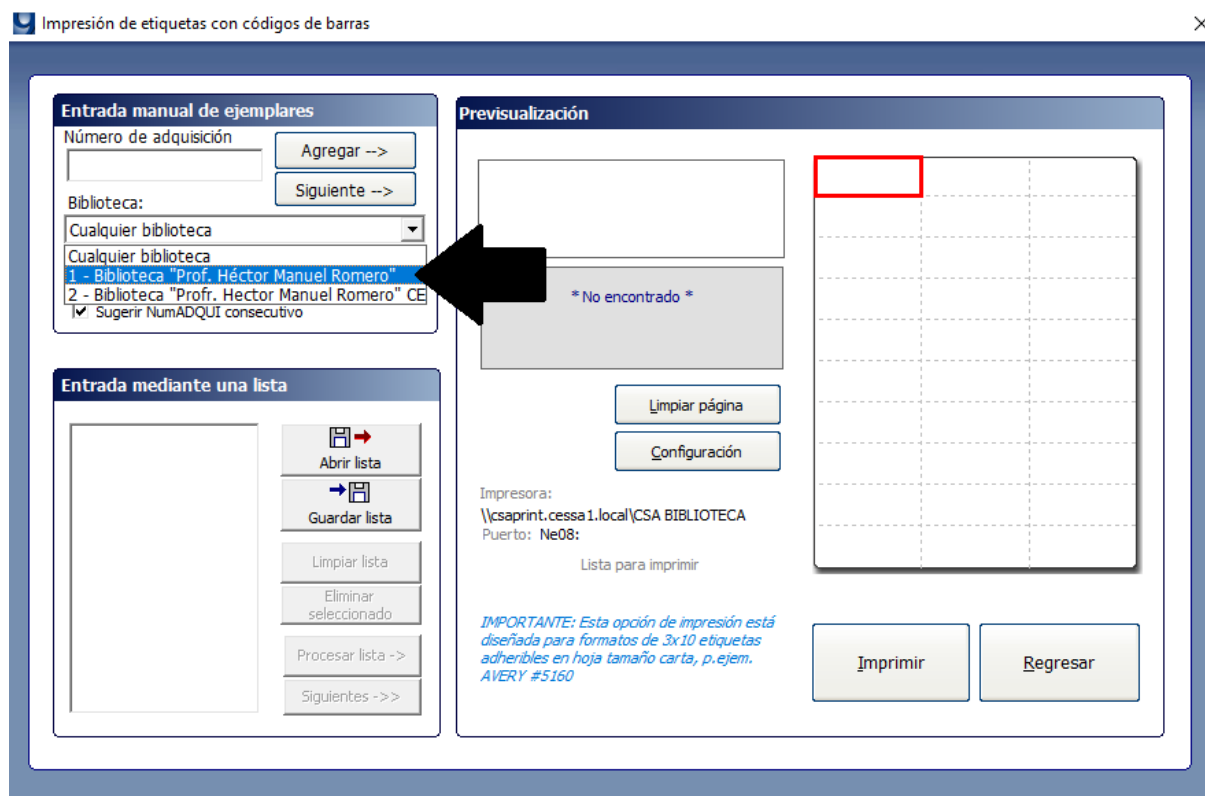 Impresión de etiquetas con códigos de barras
Entrada manual de ejemplares
Número de adquisición
Agregar -->
Siguiente -->
Biblioteca:
Cualquier biblioteca
Cualquier biblioteca
1 - Biblioteca "Prof. Héctor Manuel Romero"
2 - Biblioteca "Profr. Hector Manuel Romero" CE
Sugerir NumADQUI consecutivo
Entrada mediante una lista
Abrir lista
Guardar lista
Limpiar lista
Eliminar
seleccionado
Procesar lista ->
Siguientes ->>
Previsualización
* No encontrado *
Limpiar página
Configuración
Impresora:
\\csaprint.cessa1.local\CSA BIBLIOTECA
Puerto: Ne08:
Lista para imprimir
IMPORTANTE: Esta opción de impresión está
diseñada para formatos de 3x10 etiquetas
adheribles en hoja tamaño carta, p.ejem.
AVERY #5160
Imprimir
Regresar